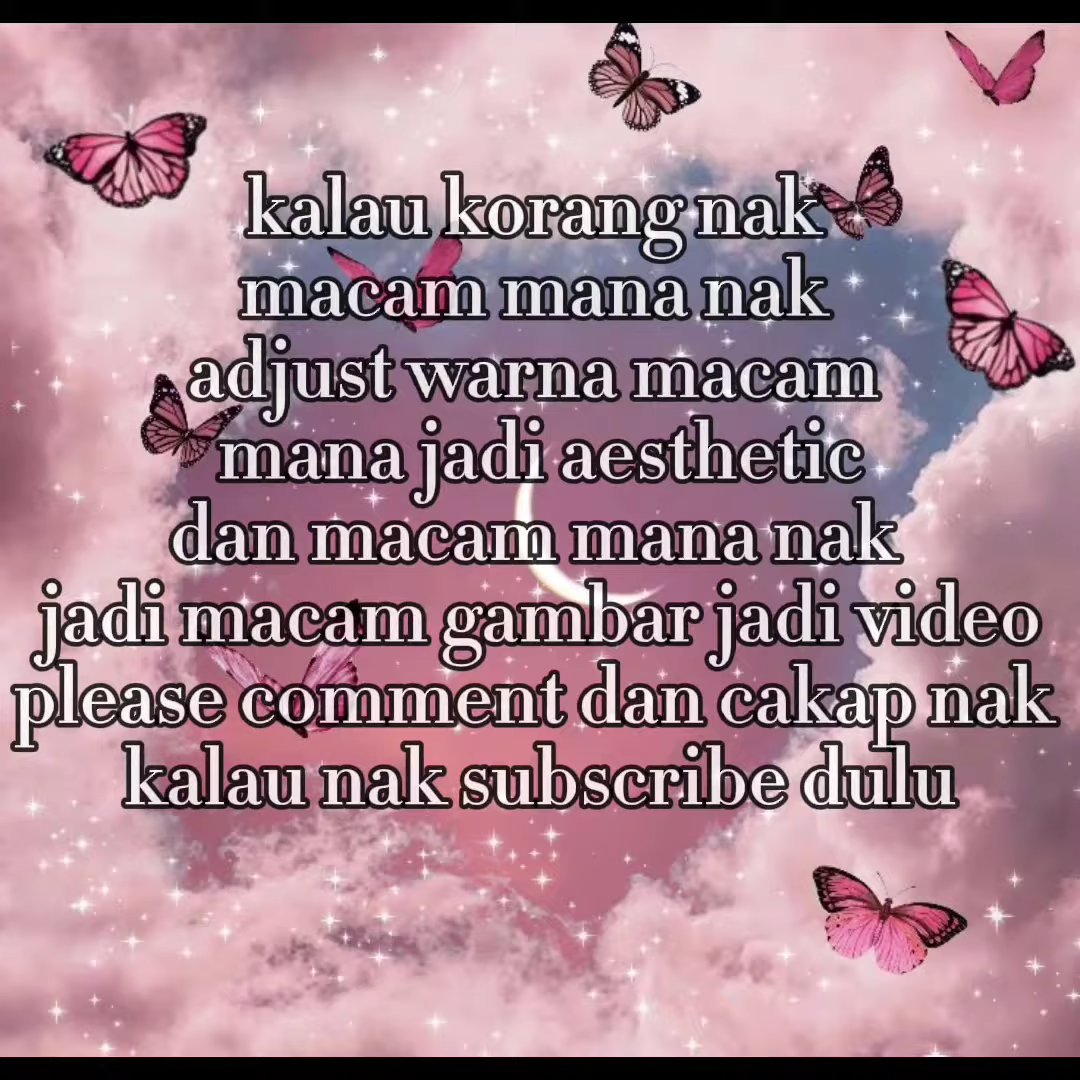 kalau korang nak
macam mana nak
adjust warna macam
mana jadi aesthetic
dan macam mana nak
jadi macam gambar jadi video
please comment dan cakap nak
kalau nak subscribe dulu